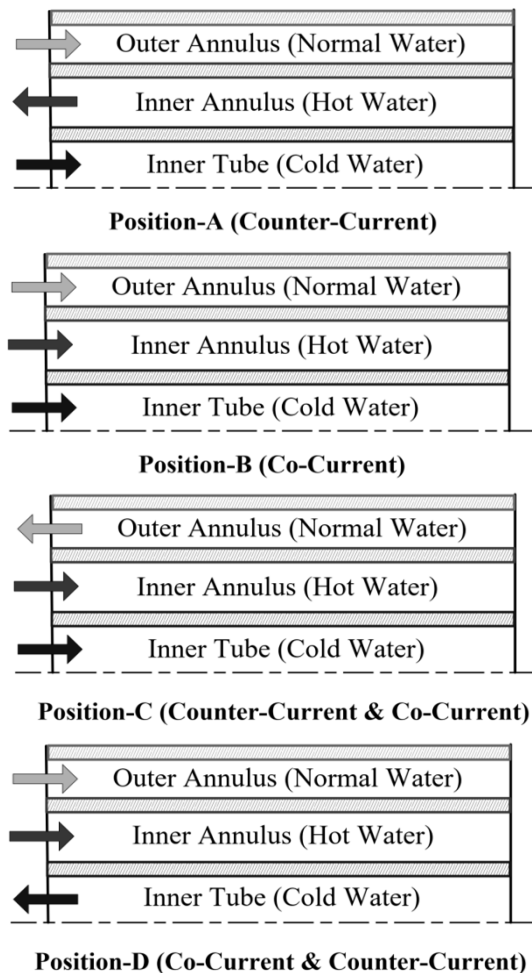 Outer Annulus (Normal Water)
Inner Annulus (Hot Water)
Inner Tube (Cold Water)
Position-A (Counter-Current)
Outer Annulus (Normal Water)
Inner Annulus (Hot Water)
Inner Tube (Cold Water)
Position-B (Co-Current)
Outer Annulus (Normal Water)
Inner Annulus (Hot Water)
Inner Tube (Cold Water)
Position-C (Counter-Current & Co-Current)
Outer Annulus (Normal Water)
Inner Annulus (Hot Water)
Inner Tube (Cold Water)
Position-D (Co-Current & Counter-Current)